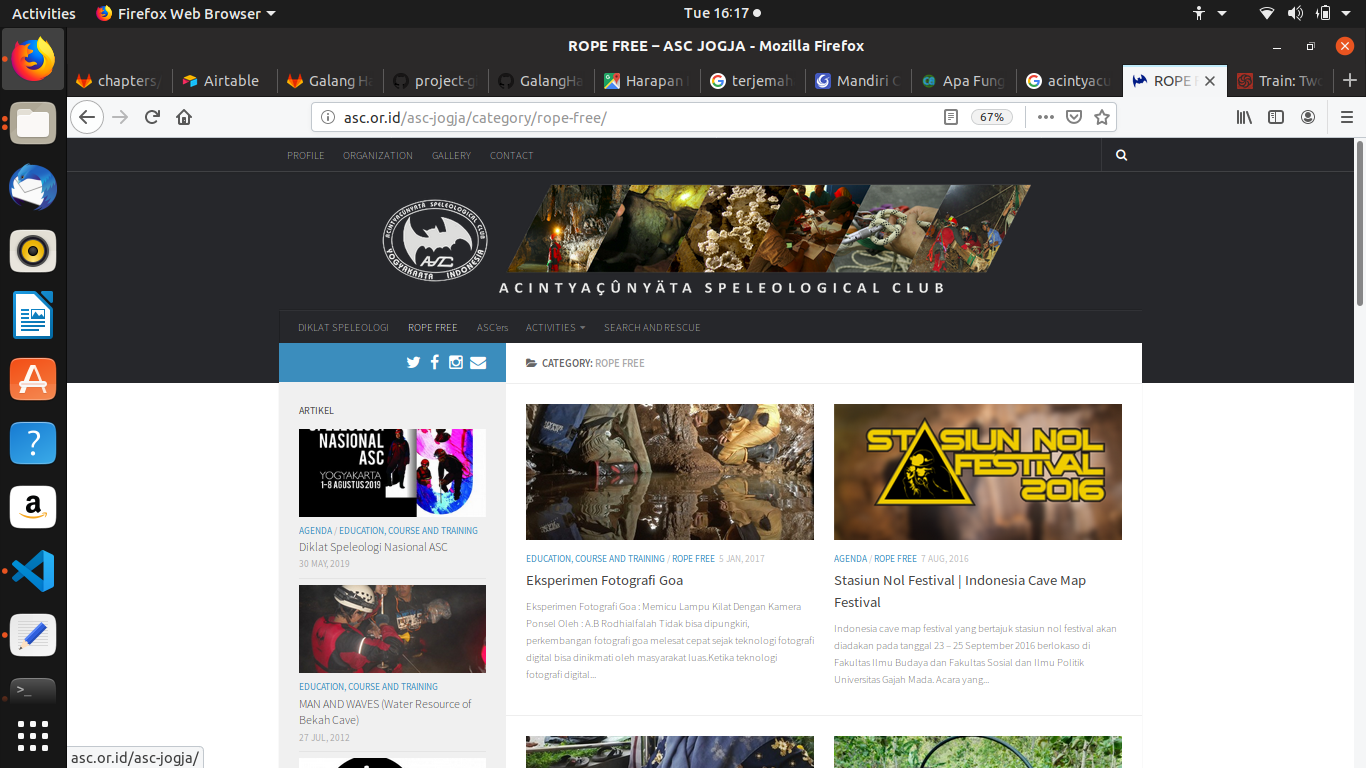 Activities
Firefox Web Browser
Tue 16:17
ROPE FREE – ASC JOGJA - Mozilla Firefox
chapters/
Airtable
Galang Ha
project-g
GalangHa
Harapan
terjemah
Mandiri C
Apa Fung
acintyacu
ROPE F
Train: Two
asc.or.id/asc-jogja/category/rope-free/
67%
PROFILE
ORGANIZATION
GALLERY
CONTACT
ACINTYACUNYATA SPELEOLOGICAL CLUB
ASC
YOGYAKARTA INDONESIA
ACINTYAÇÛNYÄTA SPELEOLOGICAL CLUB
DIKLAT SPELEOLOGI
ROPE FREE
ASC'ers
ACTIVITIES
SEARCH AND RESCUE
CATEGORY: ROPE FREE
ARTIKEL
NASIONAL
ASC
YOGYAKARTA
1-8 AGUSTUS 2019
AGENDA / EDUCATION, COURSE AND TRAINING
Diklat Speleologi Nasional ASC
30 MAY, 2019
EDUCATION, COURSE AND TRAINING
MAN AND WAVES (Water Resource of
Bekah Cave)
27 JUL, 2012
EDUCATION, COURSE AND TRAINING / ROPE FREE 5 JAN, 2017
Eksperimen Fotografi Goa
Eksperimen Fotografi Goa : Memicu Lampu Kilat Dengan Kamera
Ponsel Oleh : A.B Rodhialfalah Tidak bisa dipungkiri,
perkembangan fotografi goa melesat cepat sejak teknologi fotografi
digital bisa dinikmati oleh masyarakat luas.Ketika teknologi
fotografi digital...
STASIUN NOL
FESTIVAL
2016
AGENDA / ROPE FREE 7 AUG, 2016
Stasiun Nol Festival | Indonesia Cave Map
Festival
Indonesia cave map festival yang bertajuk stasiun nol festival akan
diadakan pada tanggal 23 – 25 September 2016 berlokaso di
Fakultas Ilmu Budaya dan Fakultas Sosial dan Ilmu Politik
Universitas Gajah Mada. Acara yang...
asc.or.id/asc-jogja/